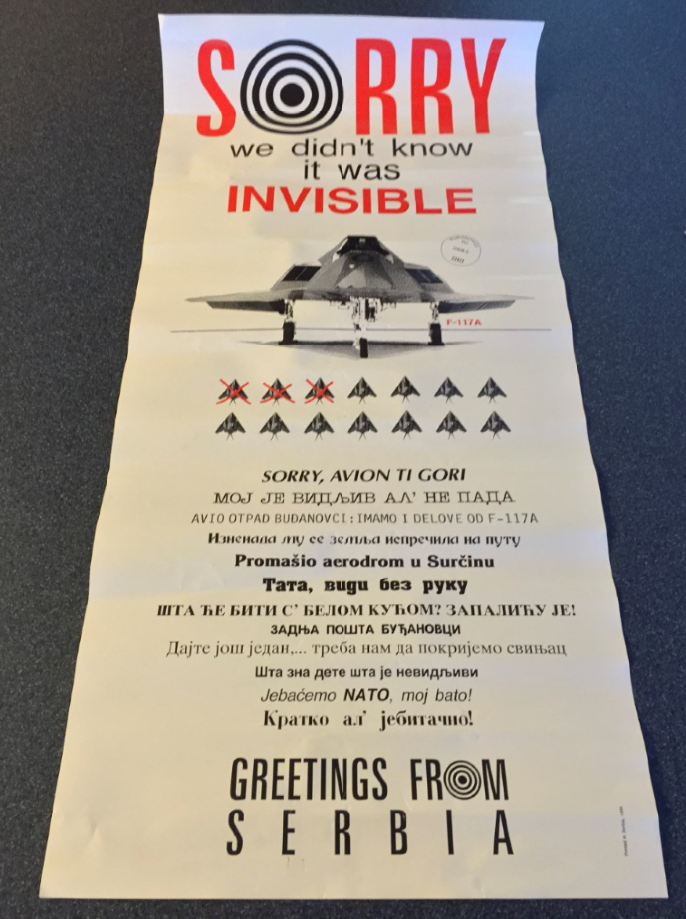 SORRY
we didn't know
it was
INVISIBLE
F-117A
SORRY, AVION TI GORI
МОЈ ЈЕ ВИДЉИВ АЛ' НЕ ПАДА
AVIO OTPAD BUĐANOVCI: IMAMO I DELOVE OD F-117A
Изненада му се земља испречила на путу
Promašio aerodrom u Surčinu
Тата, види без руку
ШТА ЋЕ БИТИ С' БЕЛОМ КУЋОМ? ЗАПАЛИЋУ ЈЕ!
ЗАДЊА ПОШТА БУЂАНОВЦИ
Дајте још један,... треба нам да покријемо свињац
Шта зна дете шта је невидљиви
Jebaćemo NATO, moj bato!
Кратко ал' јебитачно!
GREETINGS FROM
SERBIA